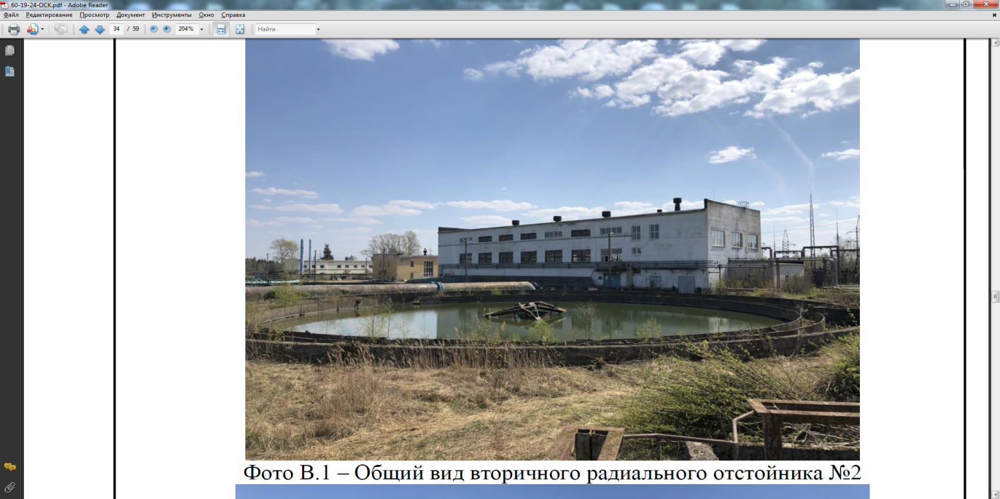 60-19-24-ОСК.pdf - Adobe Reader
Файл Редактирование Просмотр Документ Инструменты Окно Справка
34 / 59 204% Найти
Фото В.1 – Общий вид вторичного радиального отстойника №2